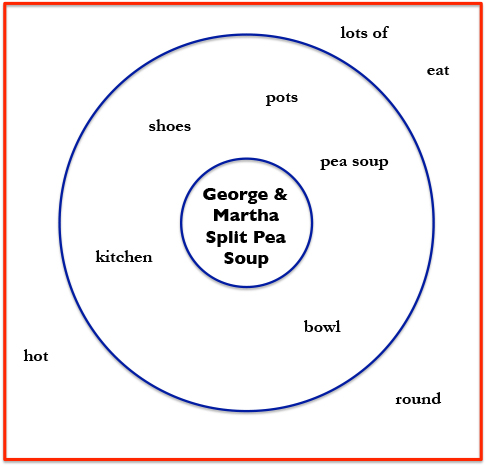 lots of
eat
pots
shoes
pea soup
George &
Martha
Split Pea
Soup
kitchen
bowl
hot
round